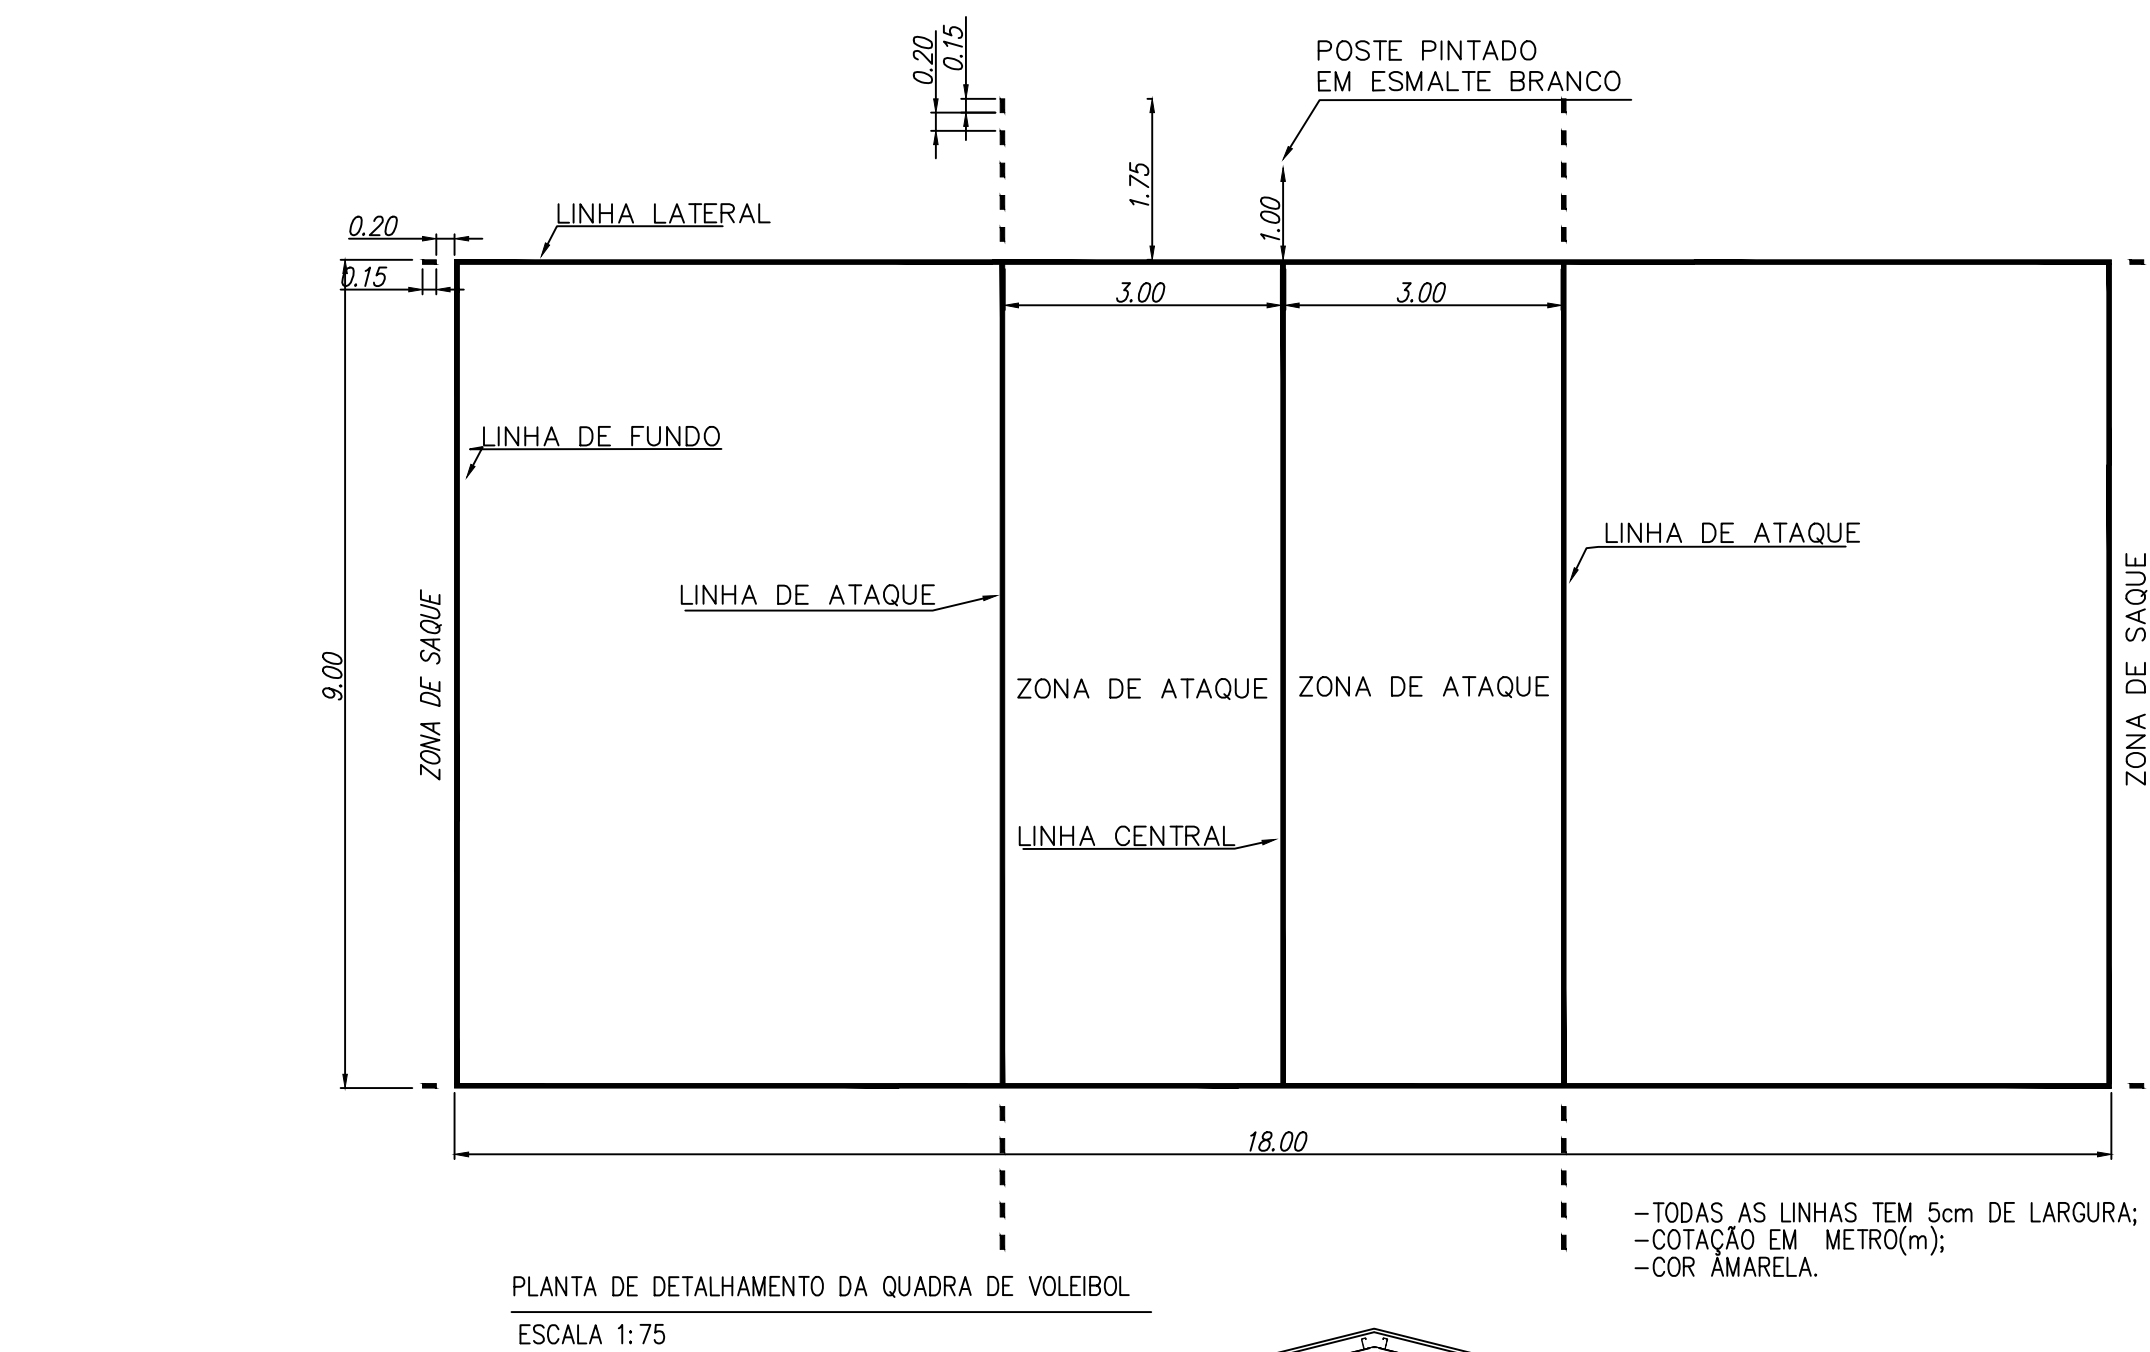 0.20
0.15
POSTE PINTADO
EM ESMALTE BRANCO
1.75
1.00
LINHA LATERAL
0.20
0.15
3.00
3.00
LINHA DE FUNDO
LINHA DE ATAQUE
LINHA DE ATAQUE
9.00
ZONA DE SAQUE
ZONA DE SAQUE
ZONA DE ATAQUE
ZONA DE ATAQUE
LINHA CENTRAL
18.00
-TODAS AS LINHAS TEM 5cm DE LARGURA;
-COTAÇÃO EM METRO(m);
-COR AMARELA.
PLANTA DE DETALHAMENTO DA QUADRA DE VOLEIBOL
ESCALA 1:75